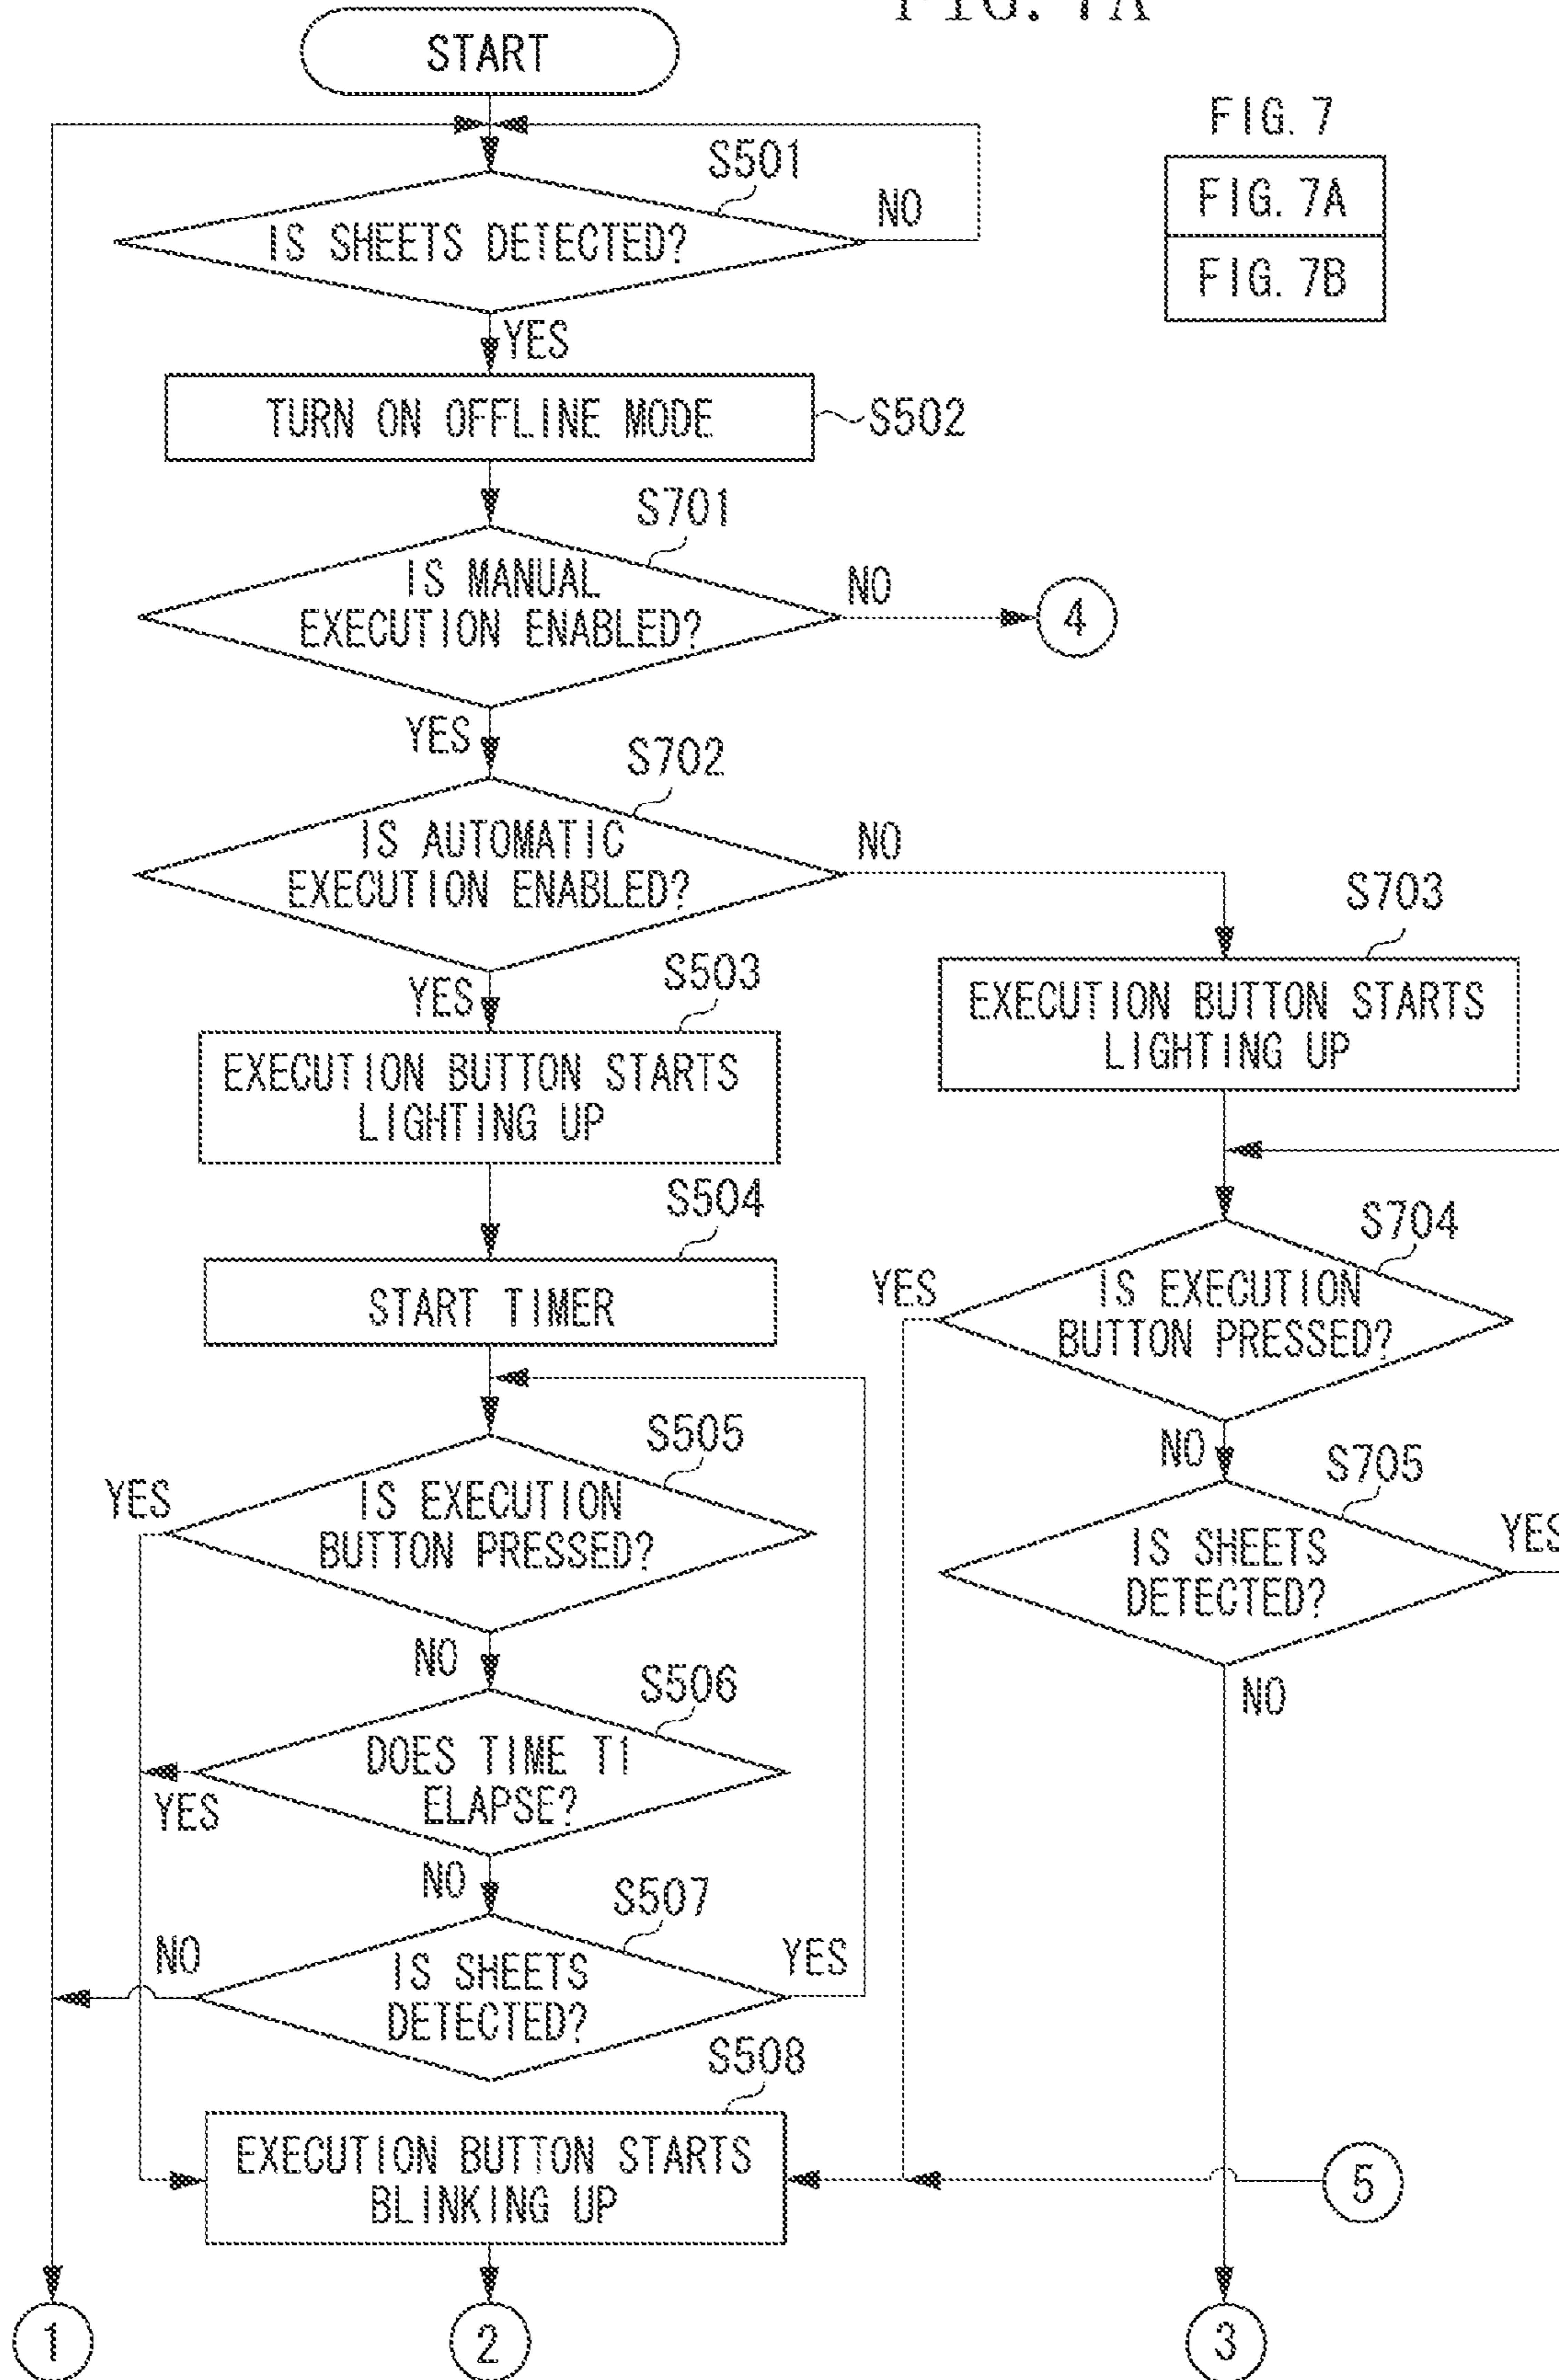 FIG. 7A
START
FIG. 7
FIG. 7A
FIG. 7B
S501
IS SHEETS DETECTED?
NO
YES
TURN ON OFFLINE MODE
S502
S701
IS MANUAL
EXECUTION ENABLED?
NO
4
YES
S702
IS AUTOMATIC
EXECUTION ENABLED?
NO
YES
S503
EXECUTION BUTTON STARTS
LIGHTING UP
S703
EXECUTION BUTTON STARTS
LIGHTING UP
S504
START TIMER
S704
YES
IS EXECUTION
BUTTON PRESSED?
NO
S505
YES
IS EXECUTION
BUTTON PRESSED?
NO
S705
IS SHEETS
DETECTED?
YES
NO
S506
DOES TIME T1
ELAPSE?
YES
NO
S507
NO
IS SHEETS
DETECTED?
YES
S508
EXECUTION BUTTON STARTS
BLINKING UP
5
1
2
3